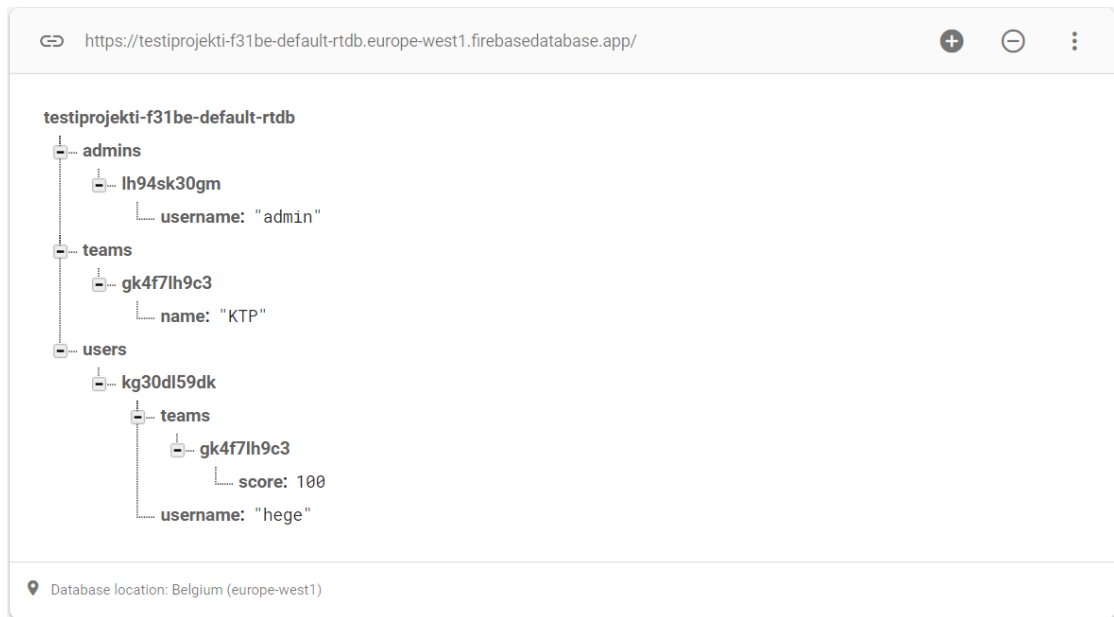 https://testiprojekti-f31be-default-rtdb.europe-west1.firebasedatabase.app/
testiprojekti-f31be-default-rtdb
admins
lh94sk30gm
username: "admin"
teams
gk4f7lh9c3
name: "KTP"
users
kg30dl59dk
teams
gk4f7lh9c3
score: 100
username: "hege"
Database location: Belgium (europe-west1)